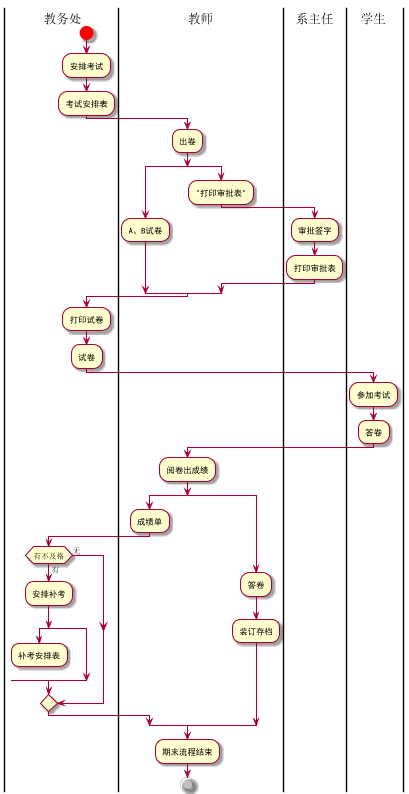 教务处 教师 系主任 学生
安排考试
考试安排表
出卷
"打印审批表"
A、B试卷
审批签字
打印审批表
打印试卷
试卷
参加考试
答卷
阅卷出成绩
成绩单
有不及格
无
有
安排补考
答卷
补考安排表
装订存档
期末流程结束